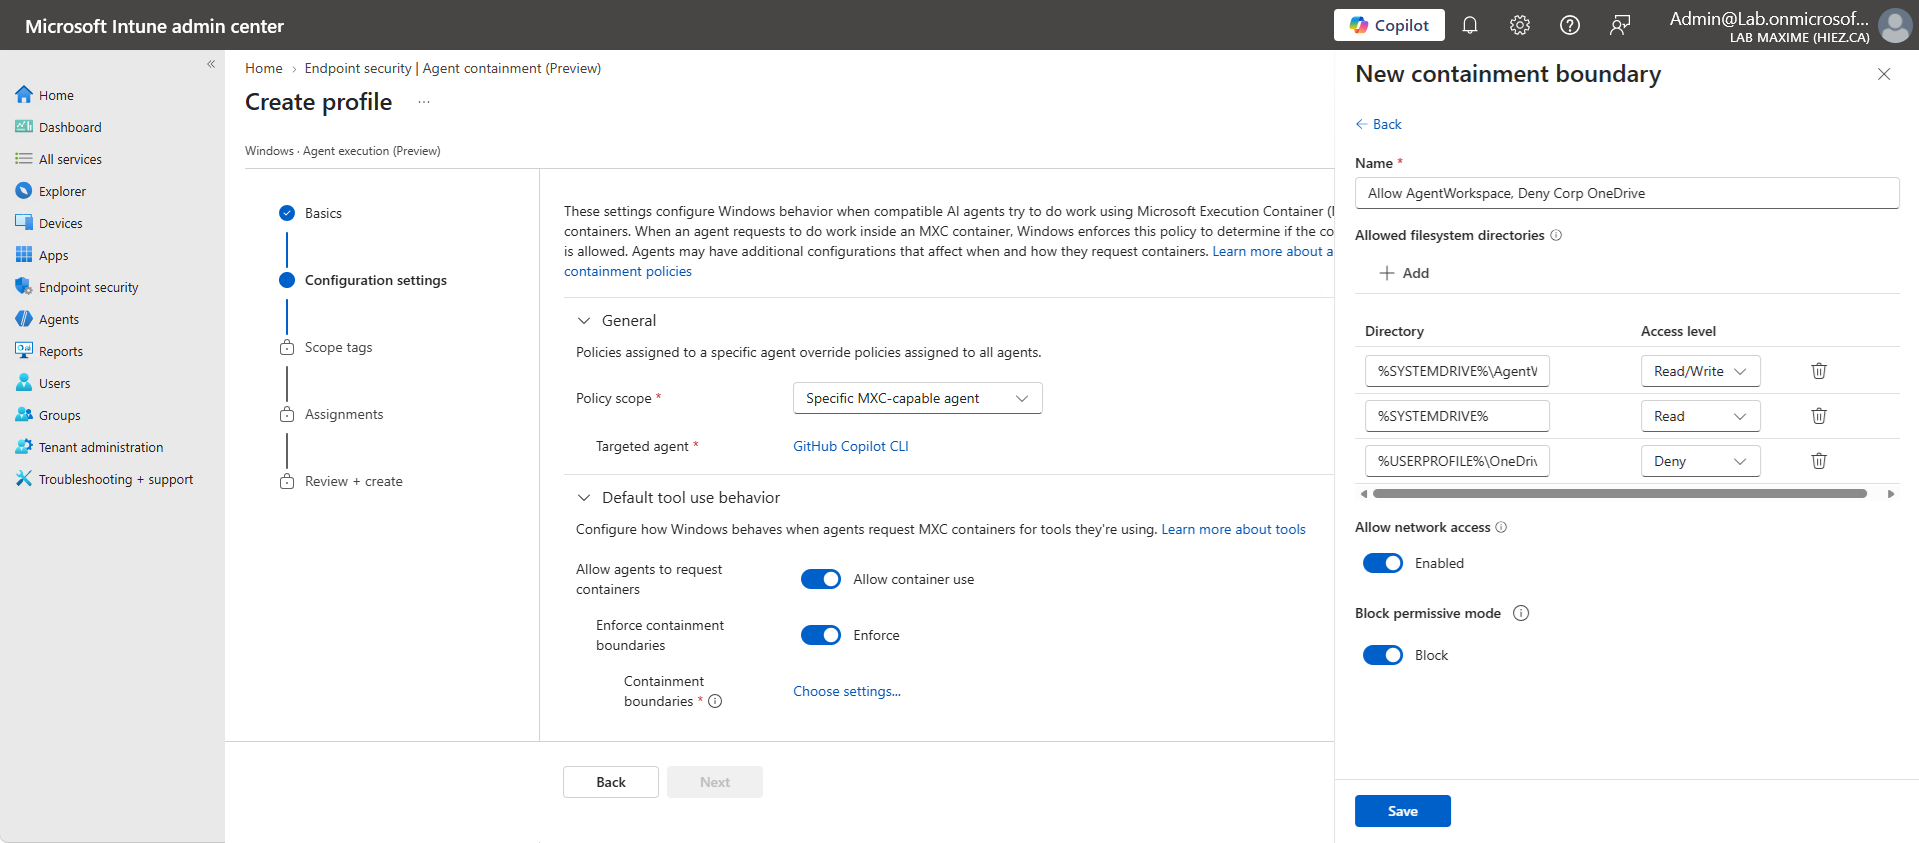 Microsoft Intune admin center
Copilot
Admin@Lab.onmicrosof...
LAB MAXIME (HIEZ.CA)
Home
Dashboard
All services
Explorer
Devices
Apps
Endpoint security
Agents
Reports
Users
Groups
Tenant administration
Troubleshooting + support
Home › Endpoint security | Agent containment (Preview)
Create profile ...
Windows · Agent execution (Preview)
Basics
Configuration settings
Scope tags
Assignments
Review + create
These settings configure Windows behavior when compatible AI agents try to do work using Microsoft Execution Container (
containers. When an agent requests to do work inside an MXC container, Windows enforces this policy to determine if the co
is allowed. Agents may have additional configurations that affect when and how they request containers. Learn more about a
containment policies
General
Policies assigned to a specific agent override policies assigned to all agents.
Policy scope *
Specific MXC-capable agent
Targeted agent *
GitHub Copilot CLI
Default tool use behavior
Configure how Windows behaves when agents request MXC containers for tools they're using. Learn more about tools
Allow agents to request
containers
Allow container use
Enforce containment
boundaries
Enforce
Containment
boundaries *
Choose settings...
Back
Next
New containment boundary
← Back
Name *
Allow AgentWorkspace, Deny Corp OneDrive
Allowed filesystem directories
+ Add
Directory
Access level
%SYSTEMDRIVE%\AgentW
Read/Write
%SYSTEMDRIVE%
Read
%USERPROFILE%\OneDriv
Deny
Allow network access
Enabled
Block permissive mode
Block
Save